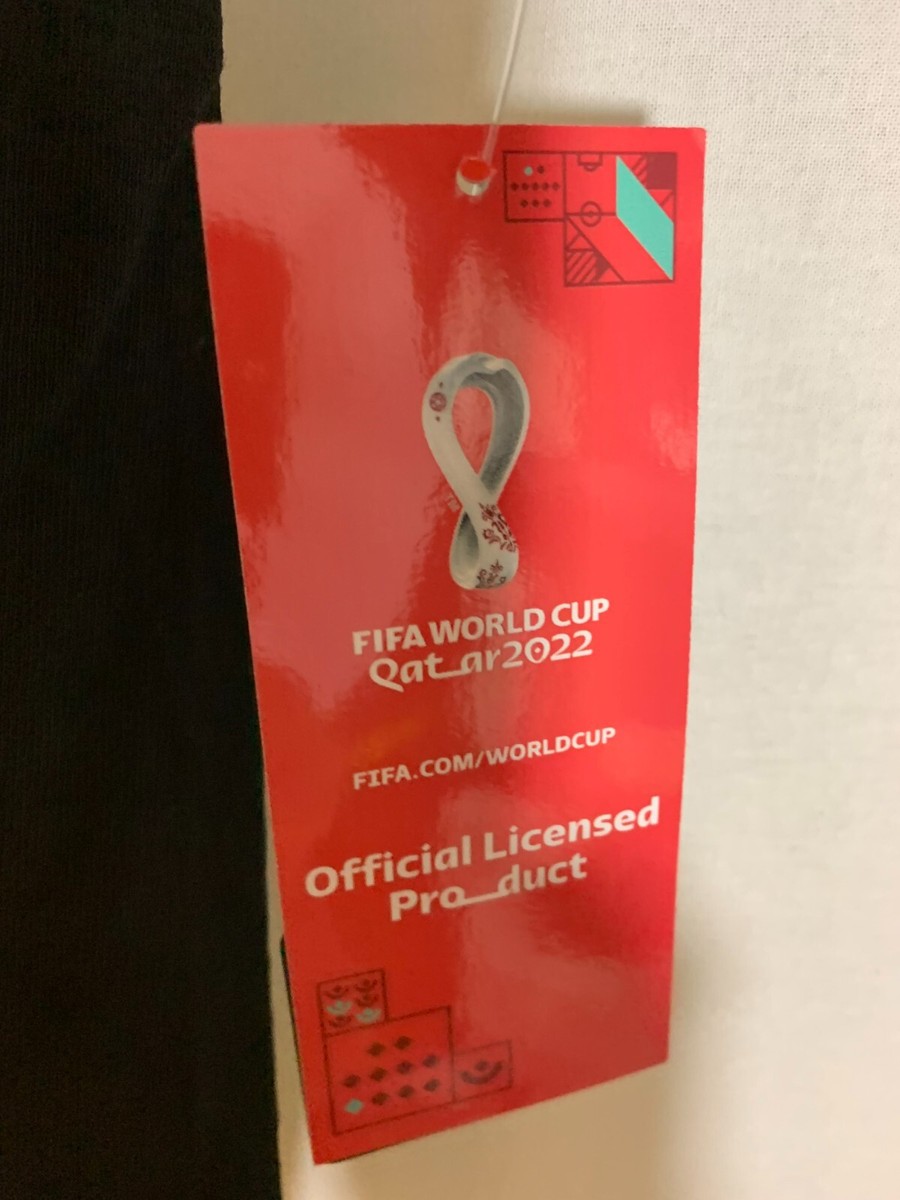 FIFA WORLD CUP
Qatar2022
FIFA.COM/WORLDCUP
Official Licensed
Product